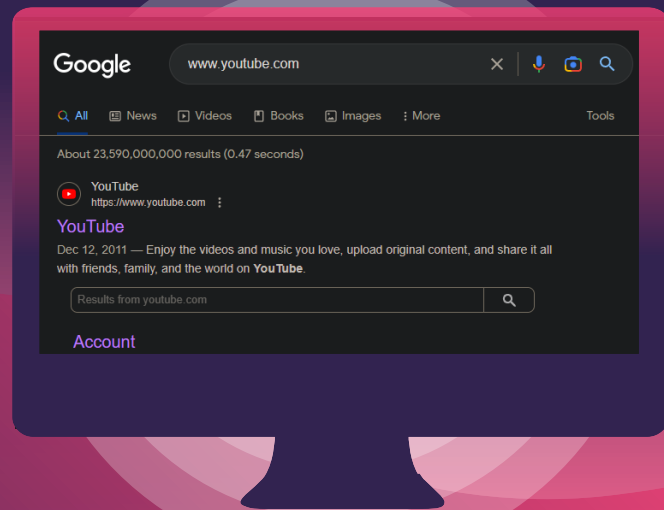 Google www.youtube.com
All News Videos Books Images More Tools
About 23,590,000,000 results (0.47 seconds)
YouTube
https://www.youtube.com
YouTube
Dec 12, 2011 — Enjoy the videos and music you love, upload original content, and share it all
with friends, family, and the world on YouTube.
Results from youtube.com
Account